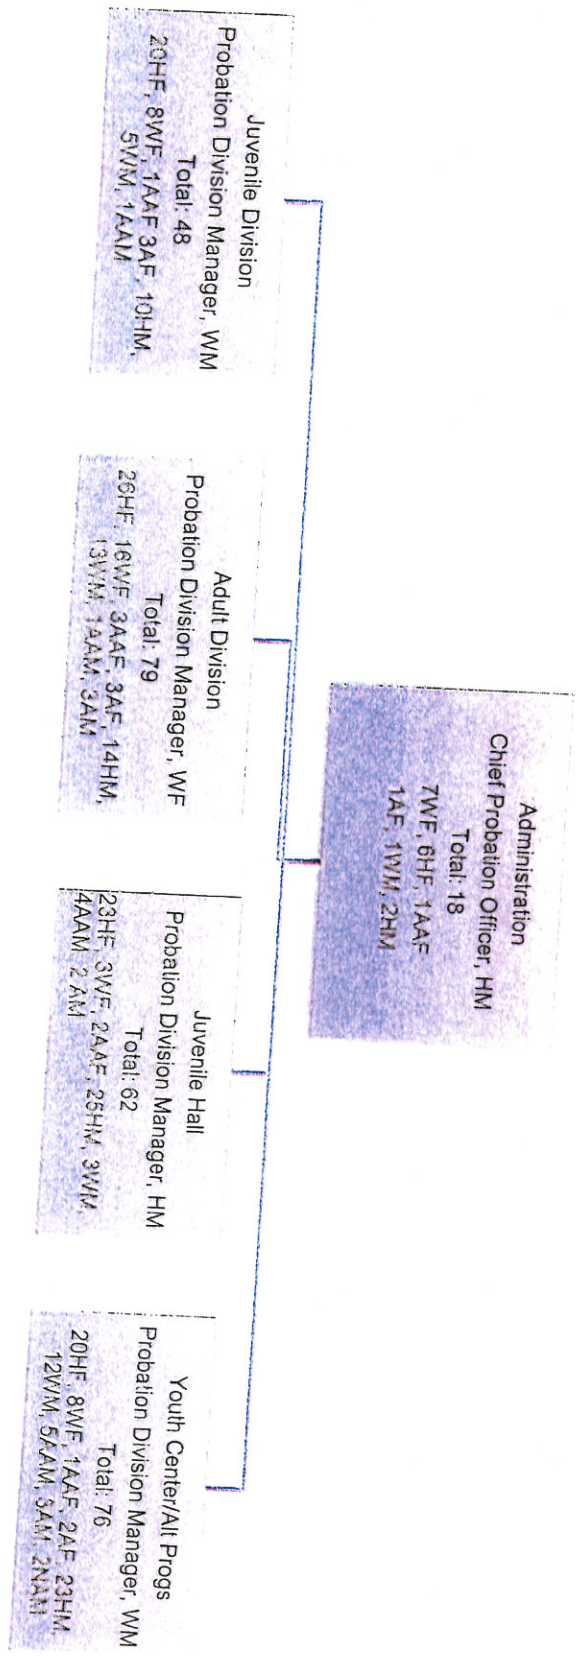 Administration
Chief Probation Officer, HM
Total: 18
7WF, 6HF, 1AAF
1AF, 1WM, 2HM
Juvenile Division
Probation Division Manager, WM
Total: 48
20HF, 8WF, 1AAF 3AF, 10HM,
5WM, 1AAM
Adult Division
Probation Division Manager, WF
Total: 79
26HF, 16WF, 3AAF, 3AF, 14HM,
13WM, 1AAM, 3AM
Juvenile Hall
Probation Division Manager, HM
Total: 62
23HF, 3WF, 2AAF, 25HM, 3WM,
4AAM, 2 AM
Youth Center/Alt Progs
Probation Division Manager, WM
Total: 76
20HF, 8WF, 1AAF, 2AF, 23HM,
12WM, 5AAM, 3AM, 2NAM